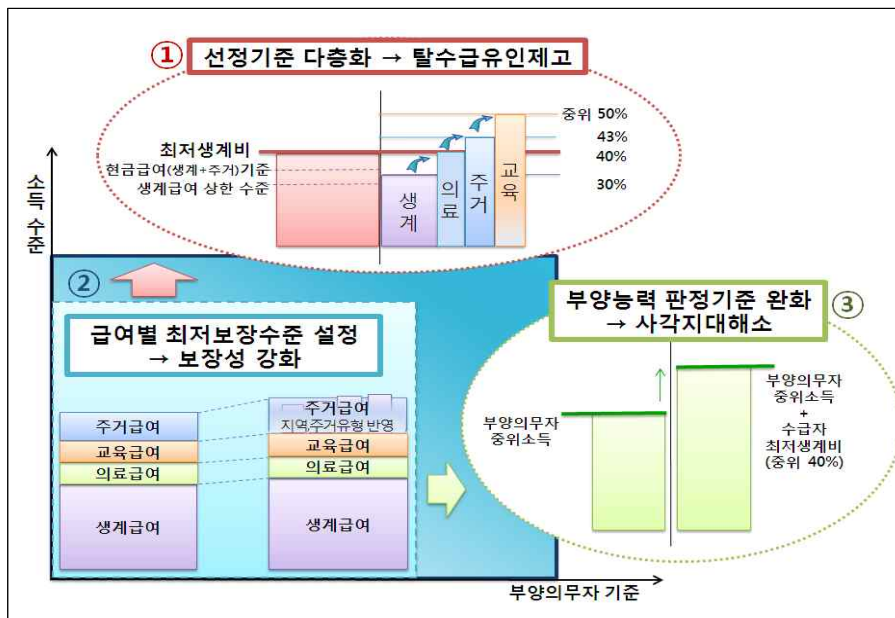 ① 선정기준 다층화 → 탈수급유인제고
중위 50%
43%
40%
30%
최저생계비
현금급여(생계+주거)기준
생계급여 상한 수준
생계
의료
주거
교육
소득 수준
②
급여별 최저보장수준 설정
→ 보장성 강화
주거급여
교육급여
의료급여
생계급여
주거급여
지역,주거유형 반영
교육급여
의료급여
생계급여
부양능력 판정기준 완화
→ 사각지대해소
③
부양의무자
중위소득
부양의무자
중위소득
+
수급자
최저생계비
(중위 40%)
부양의무자 기준